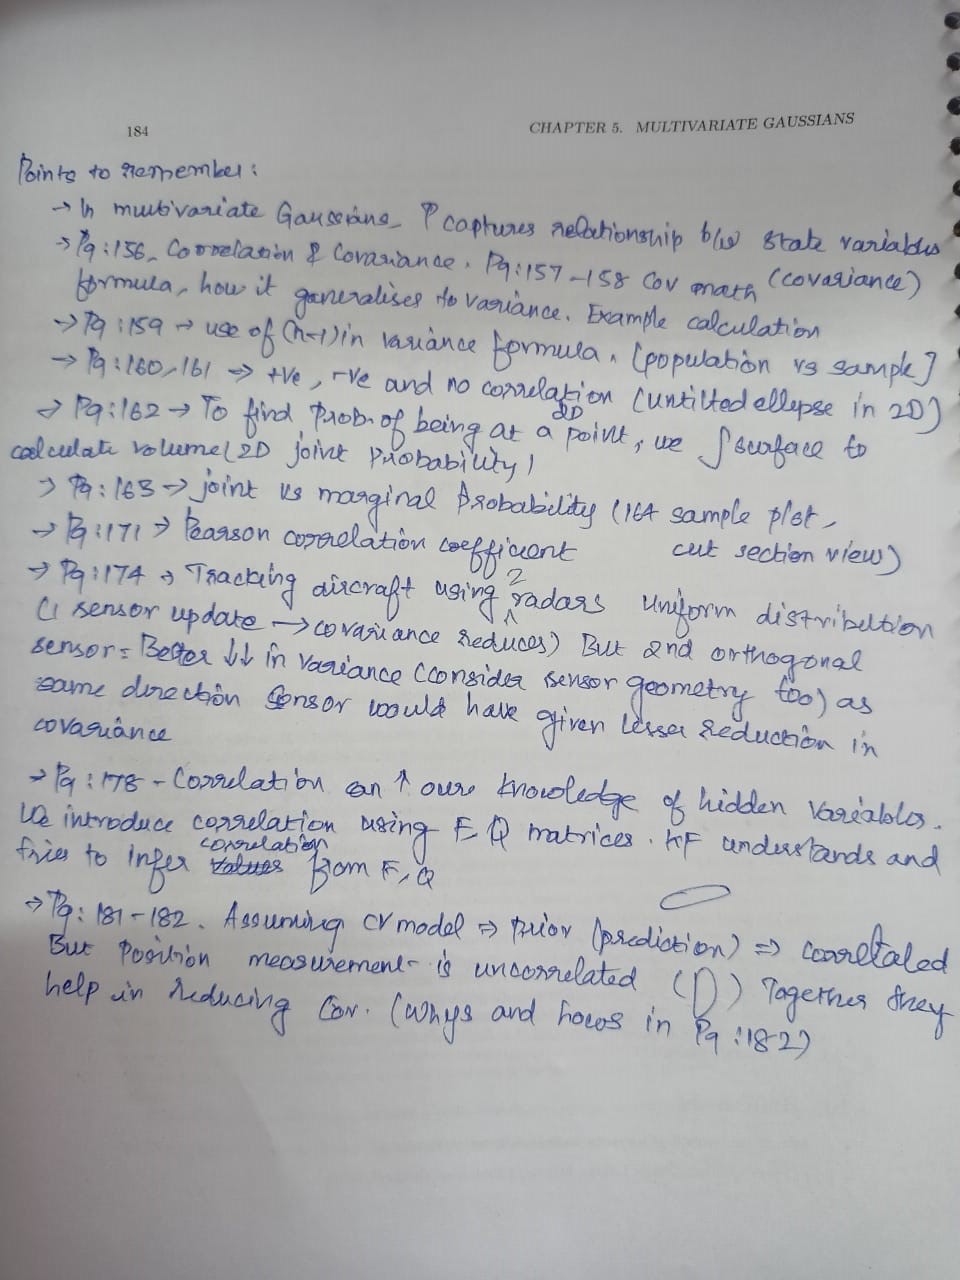 184
CHAPTER 5. MULTIVARIATE GAUSSIANS
Points to remember:
→ In multivariate Gaussians, P captures relationship b/w state variables
(covariance)
→ Pg:156, Correlation & Covariance. Pg:157-158 Cov math
formula, how it generalises to variance. Example calculation
→ Pg:159 → use of (n-1) in variance formula. [population vs sample]
→ Pg:160,161 → +ve, -ve and no correlation (untilted ellipse in 2D)
→ Pg:162 → To find prob. of being at a 2D point, we ∫ surface to
calculate volume (2D joint probability)
→ Pg:163 → joint vs marginal probability (164 sample plot,
cut section view)
→ Pg:171 → Pearson correlation coefficient
→ Pg:174 → Tracking aircraft using 2 radars uniform distribution
(1 sensor update → covariance reduces) But 2nd orthogonal
sensor = Better ↓↓ in variance (consider sensor geometry too) as
same direction sensor would have given lesser reduction in
covariance
→ Pg:178 - Correlation can ↑ our knowledge of hidden variables.
We introduce correlation using F, Q matrices. KF understands and
tries to infer values correlation from F, Q
→ Pg: 181-182. Assuming CV model ⇒ prior (prediction) ⇒ correltaled
But Position measurement is uncorrelated (0) Together they
help in reducing Cov. (whys and hows in Pg:182)